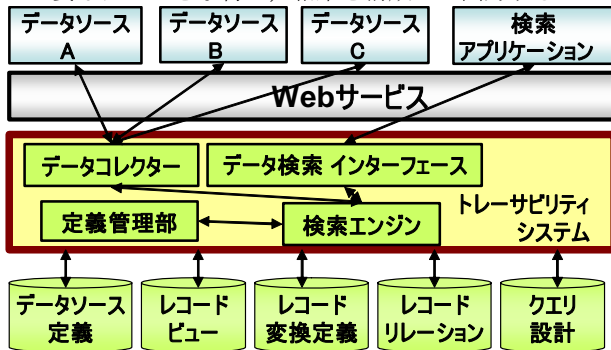 データソース
A
データソース
B
データソース
C
検索
アプリケーション
Webサービス
データコレクター
データ検索 インターフェース
定義管理部
検索エンジン
トレーサビリティ
システム
データソース
定義
レコード
ビュー
レコード
変換定義
レコード
リレーション
クエリ
設計